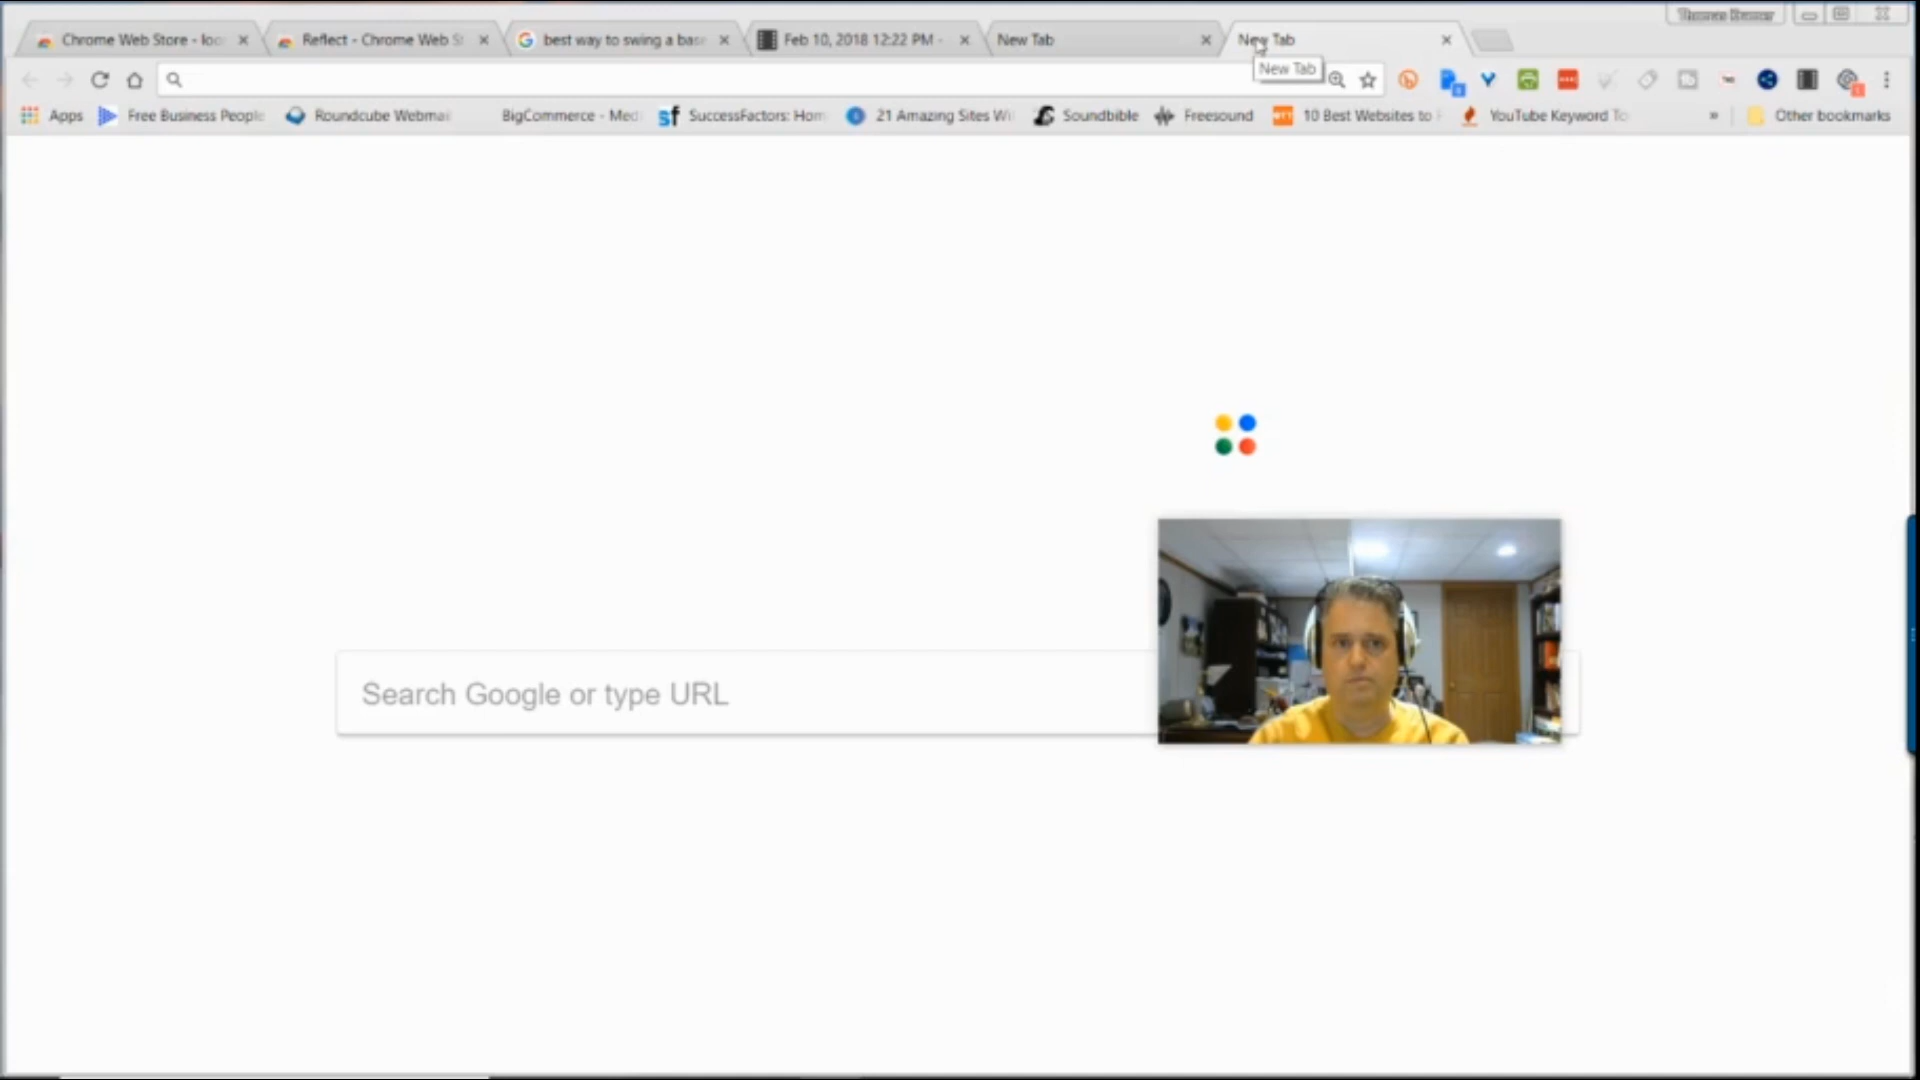 Chrome Web Store - loo
Reflect - Chrome Web St
best way to swing a base
Feb 10, 2018 12:22 PM -
New Tab
New Tab
New Tab
Apps
Free Business People
Roundcube Webmai
BigCommerce - Med
SuccessFactors: Hom
21 Amazing Sites Wi
Soundbible
Freesound
10 Best Websites to F
YouTube Keyword To
»
Other bookmarks
Search Google or type URL